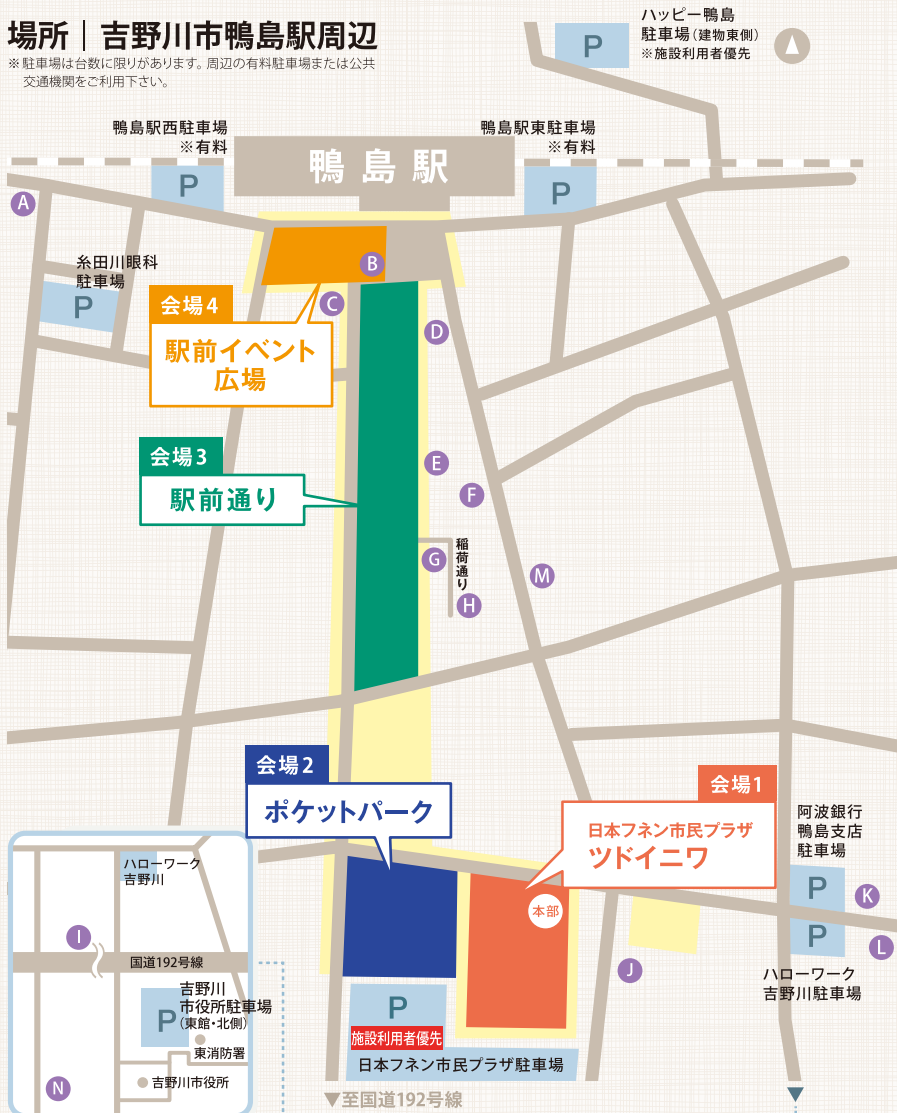 場所｜吉野川市鴨島駅周辺
※駐車場は台数に限りがあります。周辺の有料駐車場または公共
交通機関をご利用下さい。
ハッピー鴨島
駐車場(建物東側)
※施設利用者優先
P
鴨島駅西駐車場
※有料
P
鴨島駅
鴨島駅東駐車場
※有料
P
A
糸田川眼科
駐車場
P
B
C
D
会場4
駅前イベント
広場
会場3
駅前通り
E
F
G
稲荷通り
H
M
会場2
ポケットパーク
会場1
日本フネン市民プラザ
ツドイニワ
本部
阿波銀行
鴨島支店
駐車場
P
K
P
L
J
ハローワーク
吉野川駐車場
P
施設利用者優先
日本フネン市民プラザ駐車場
▼至国道192号線
ハローワーク
吉野川
I
国道192号線
吉野川
市役所駐車場
(東館・北側)
P
東消防署
吉野川市役所
N